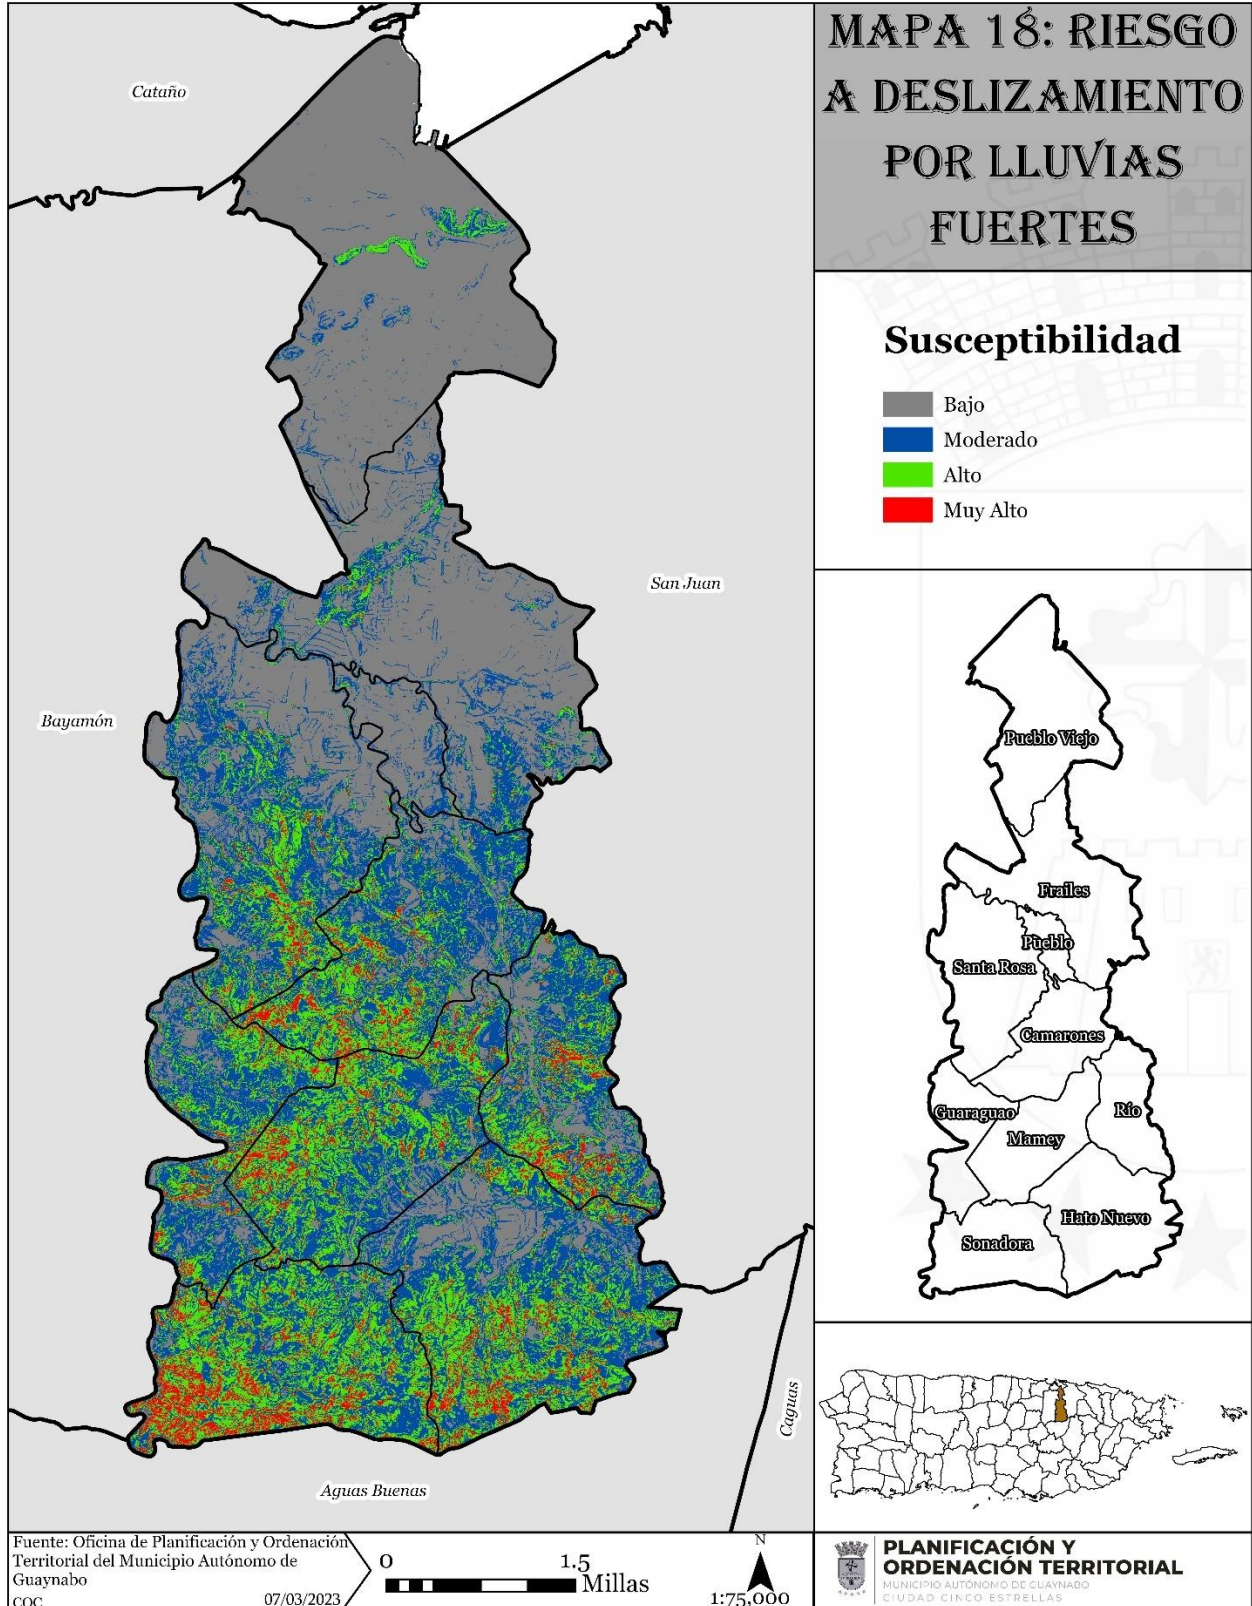 MAPA 18: RIESGO
A DESLIZAMIENTO
POR LLUVIAS
FUERTES
Susceptibilidad
Bajo
Moderado
Alto
Muy Alto
Cataño
San Juan
Bayamón
Caguas
Aguas Buenas
Pueblo Viejo
Frailes
Pueblo
Santa Rosa
Camarones
Guaraguao
Río
Mamey
Hato Nuevo
Sonadora
Fuente: Oficina de Planificación y Ordenación
Territorial del Municipio Autónomo de
Guaynabo
COC 07/03/2023
0 1.5
Millas
N
1:75,000
PLANIFICACIÓN Y
ORDENACIÓN TERRITORIAL
MUNICIPIO AUTÓNOMO DE GUAYNABO
CIUDAD CINCO ESTRELLAS